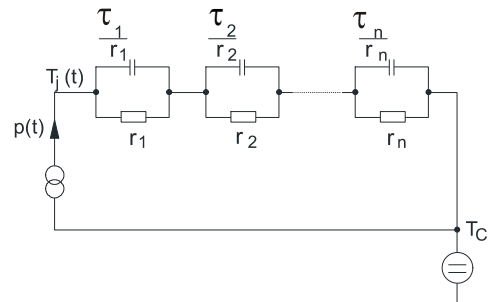 τ1 τ2 τn
r1 r2 rn
Tj (t)
p(t)
r1 r2 rn
TC